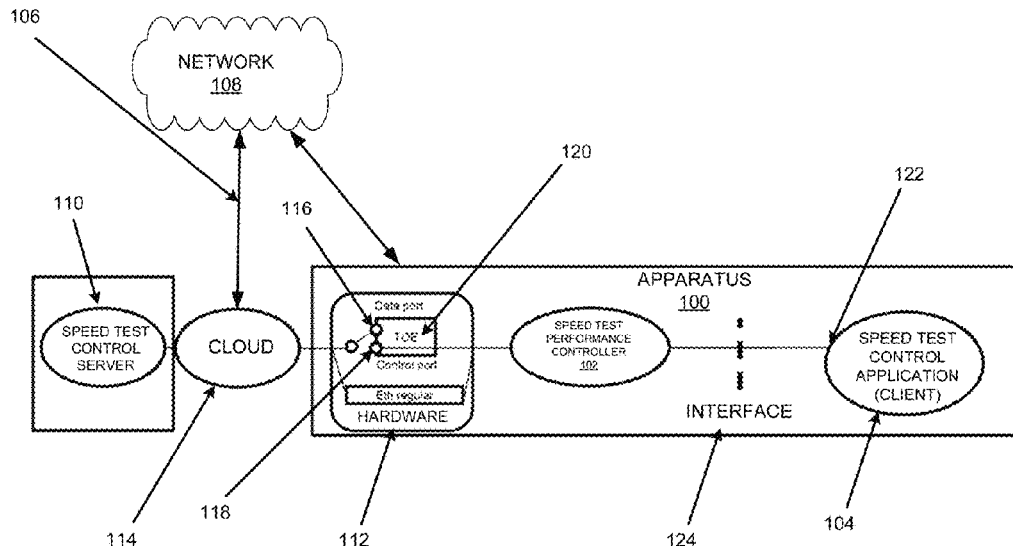 106
NETWORK
108
110
116
120
122
APPARATUS
100
SPEED TEST
CONTROL
SERVER
CLOUD
Data port
TOE
Control port
Eth regular
HARDWARE
SPEED TEST
PERFORMANCE
CONTROLLER
102
INTERFACE
SPEED TEST
CONTROL
APPLICATION
(CLIENT)
114
118
112
124
104